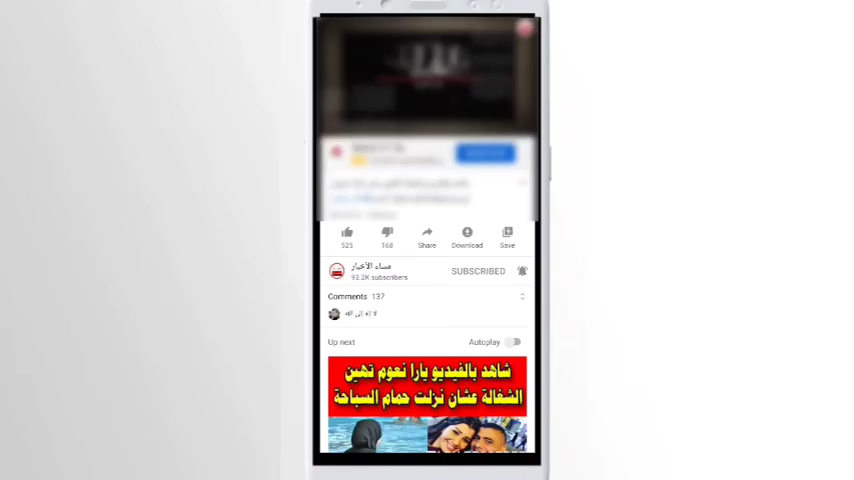 525
168
Share
Download
Save
مساء الأخبار
92.2K subscribers
SUBSCRIBED
Comments 137
لا إله إلى الله
Up next
Autoplay
شاهد بالفيديو يارا نعوم تهين
الشغالة عشان نزلت حمام السباحة